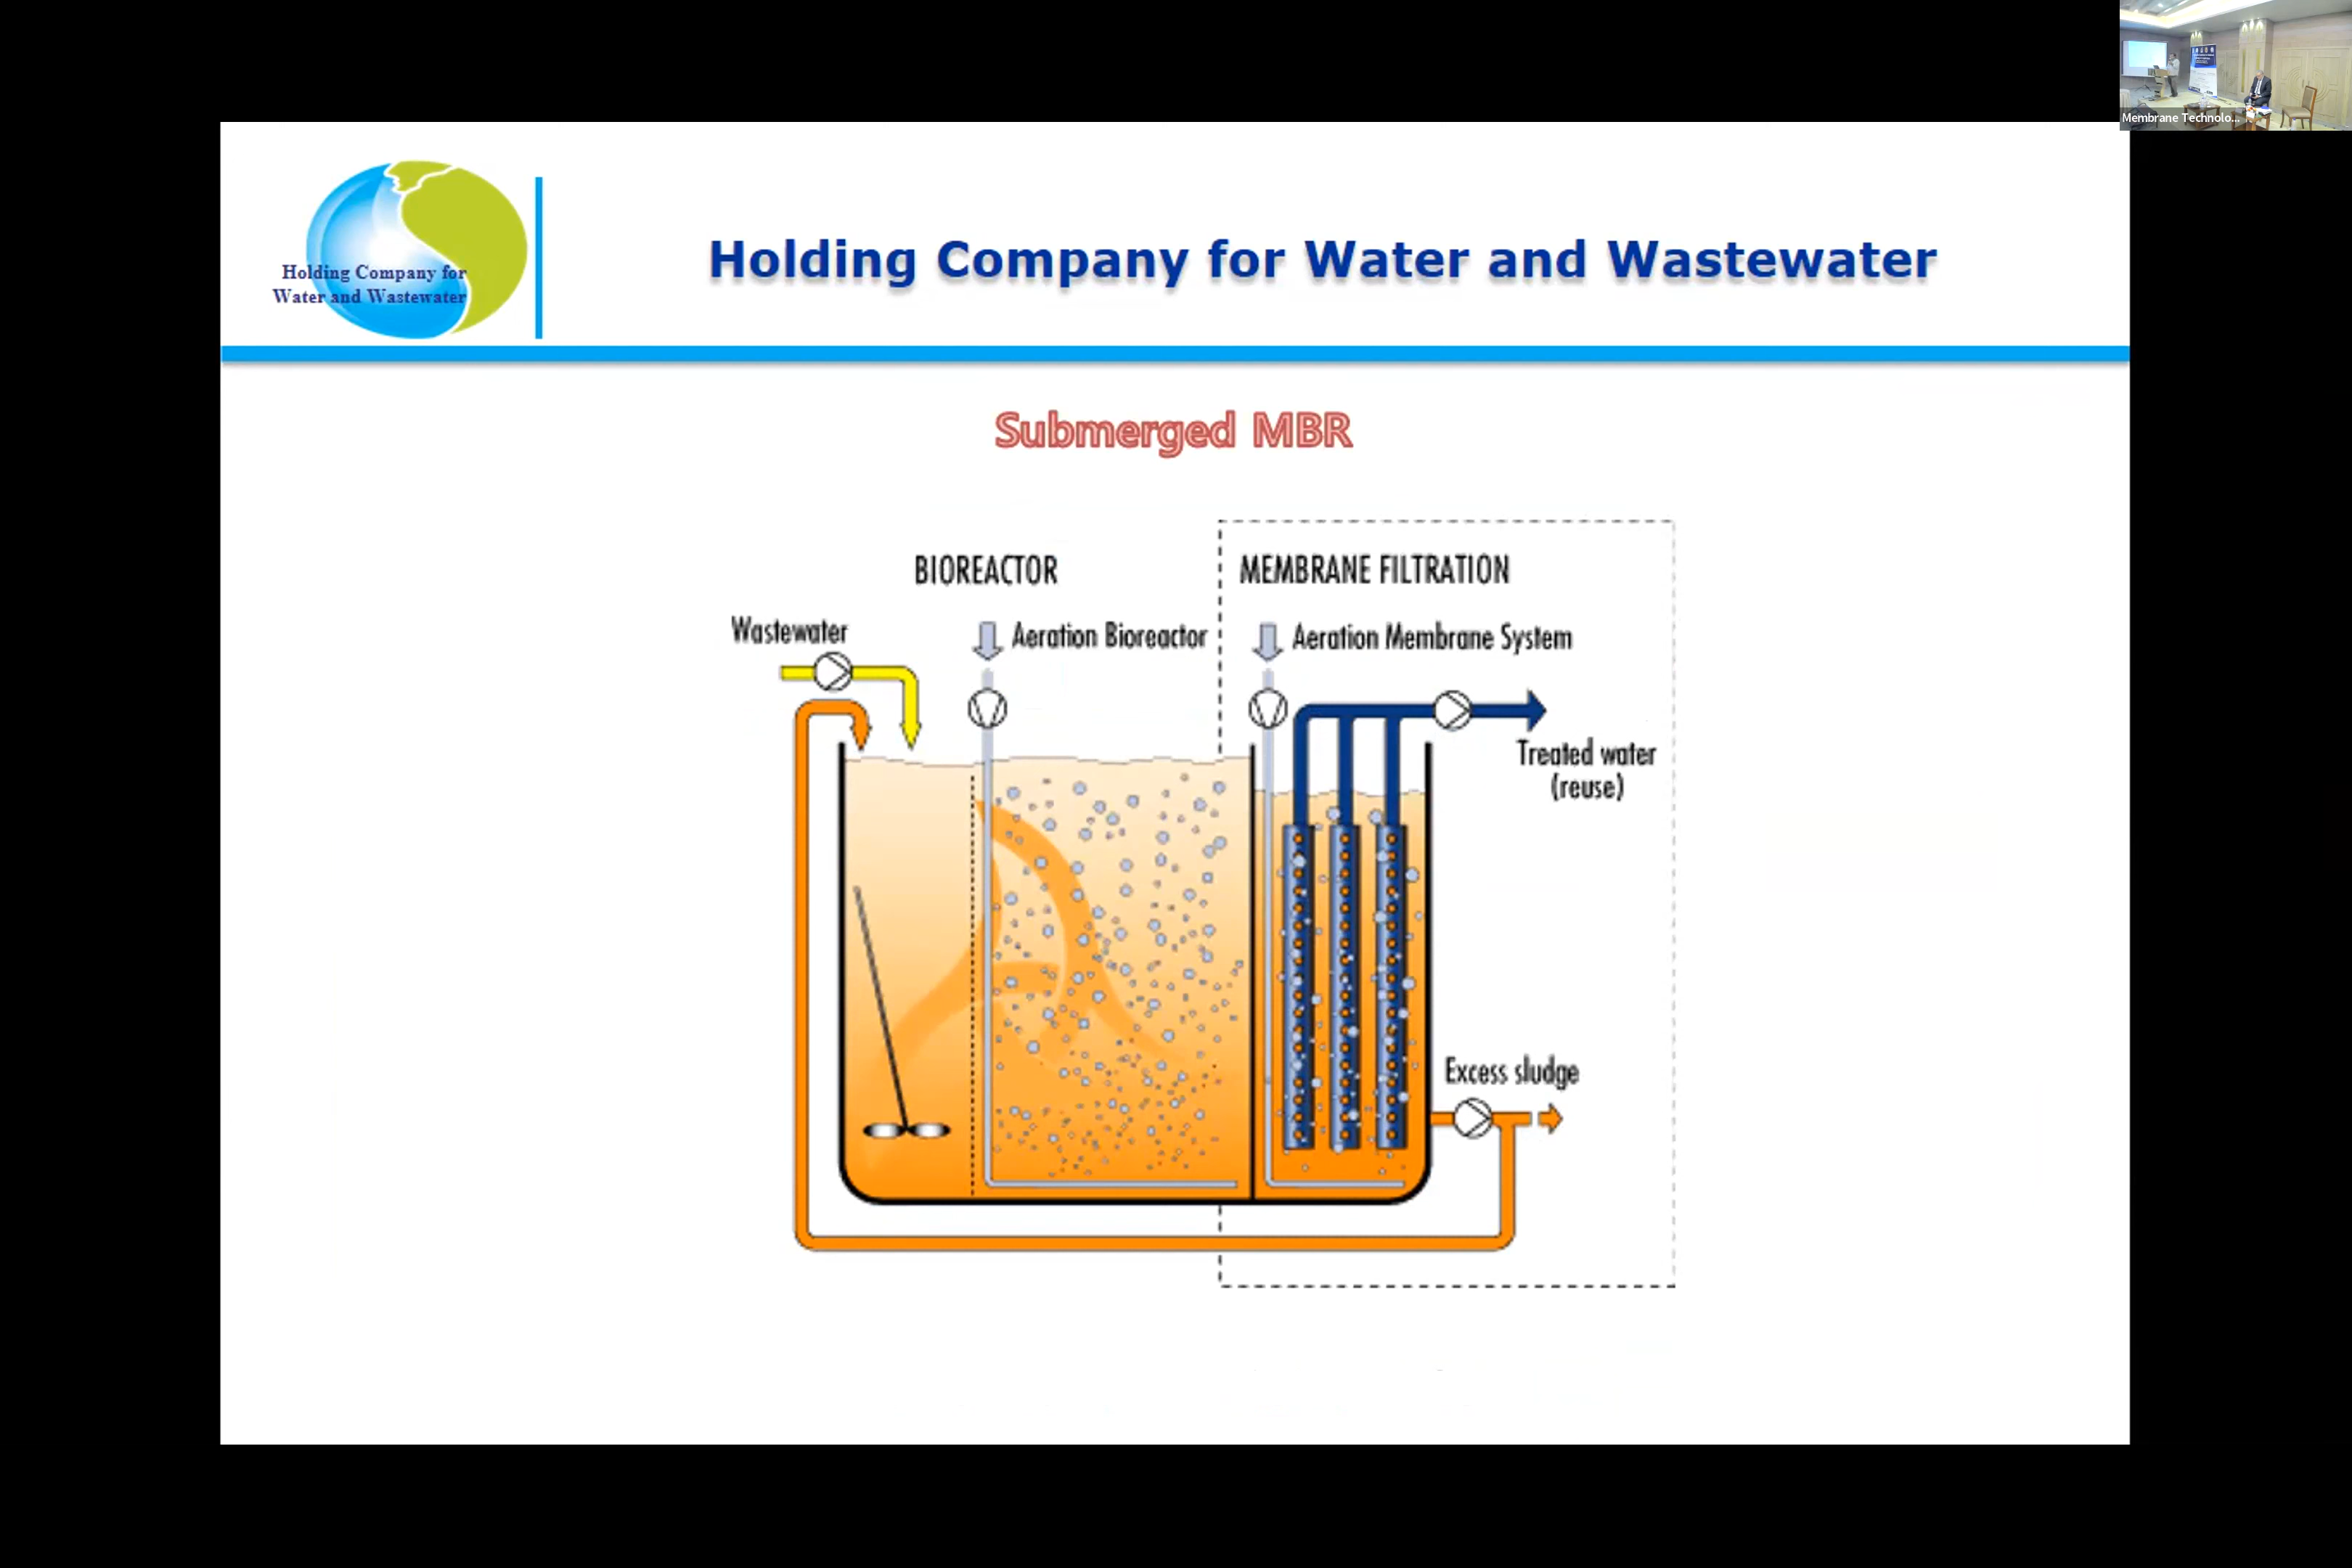 Membrane Technolo...
Holding Company for
Water and Wastewater
Holding Company for Water and Wastewater
Submerged MBR
BIOREACTOR
MEMBRANE FILTRATION
Wastewater
Aeration Bioreactor
Aeration Membrane System
Treated water
(reuse)
Excess sludge